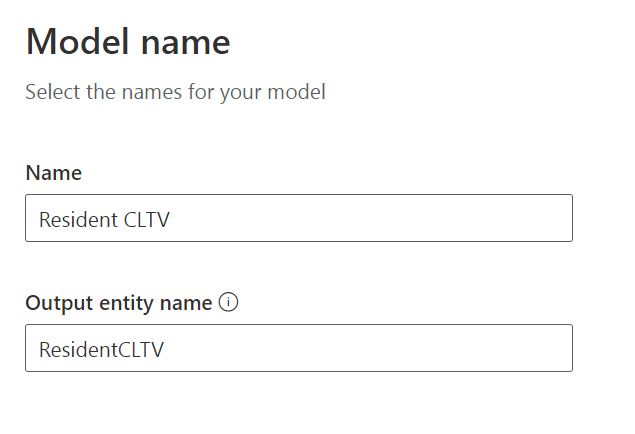 Model name
Select the names for your model
Name
Resident CLTV
Output entity name
ResidentCLTV